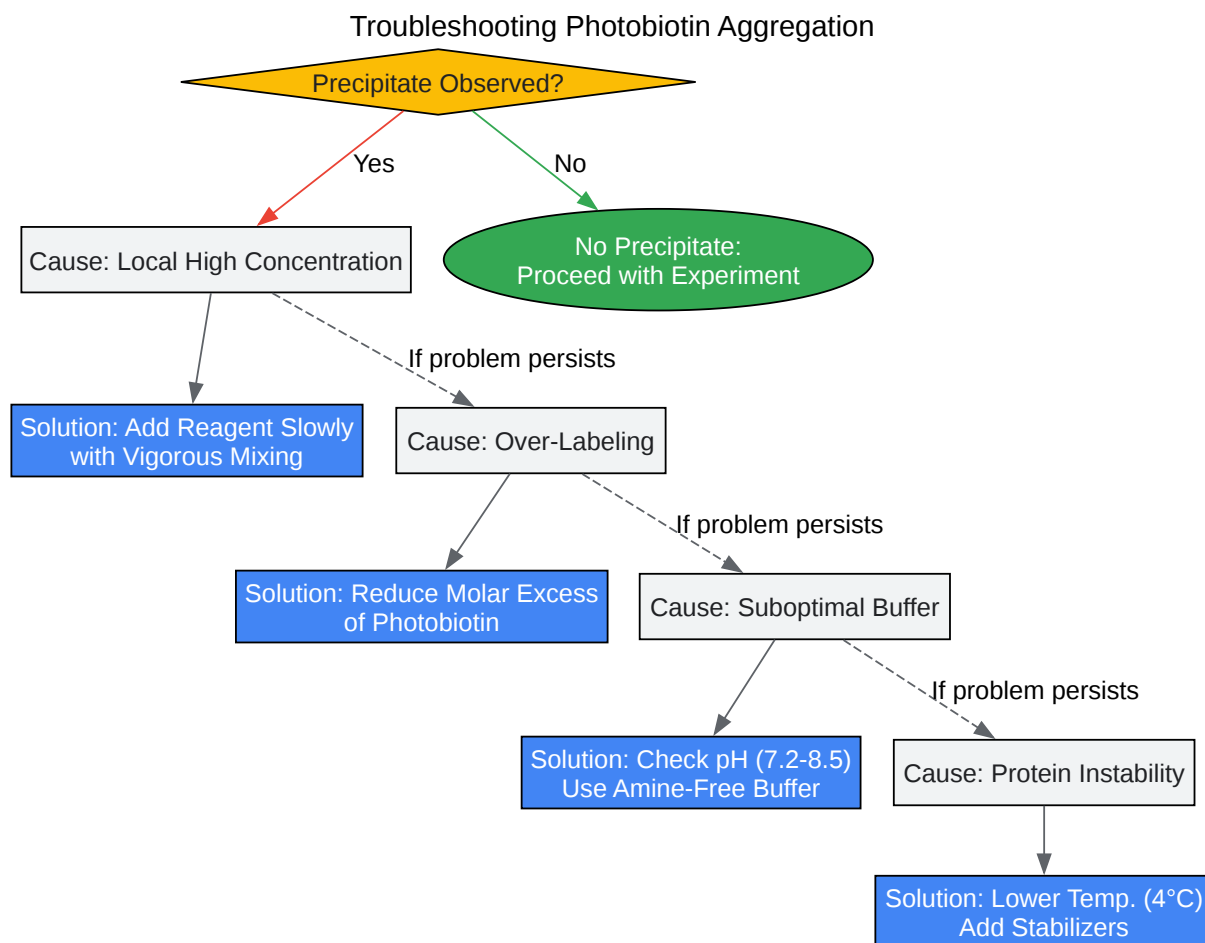 Troubleshooting Photobiotin Aggregation
Precipitate Observed?
Yes
No
Cause: Local High Concentration
No Precipitate:
Proceed with Experiment
If problem persists
Solution: Add Reagent Slowly
with Vigorous Mixing
Cause: Over-Labeling
If problem persists
Solution: Reduce Molar Excess
of Photobiotin
Cause: Suboptimal Buffer
If problem persists
Solution: Check pH (7.2-8.5)
Use Amine-Free Buffer
Cause: Protein Instability
Solution: Lower Temp. (4°C)
Add Stabilizers